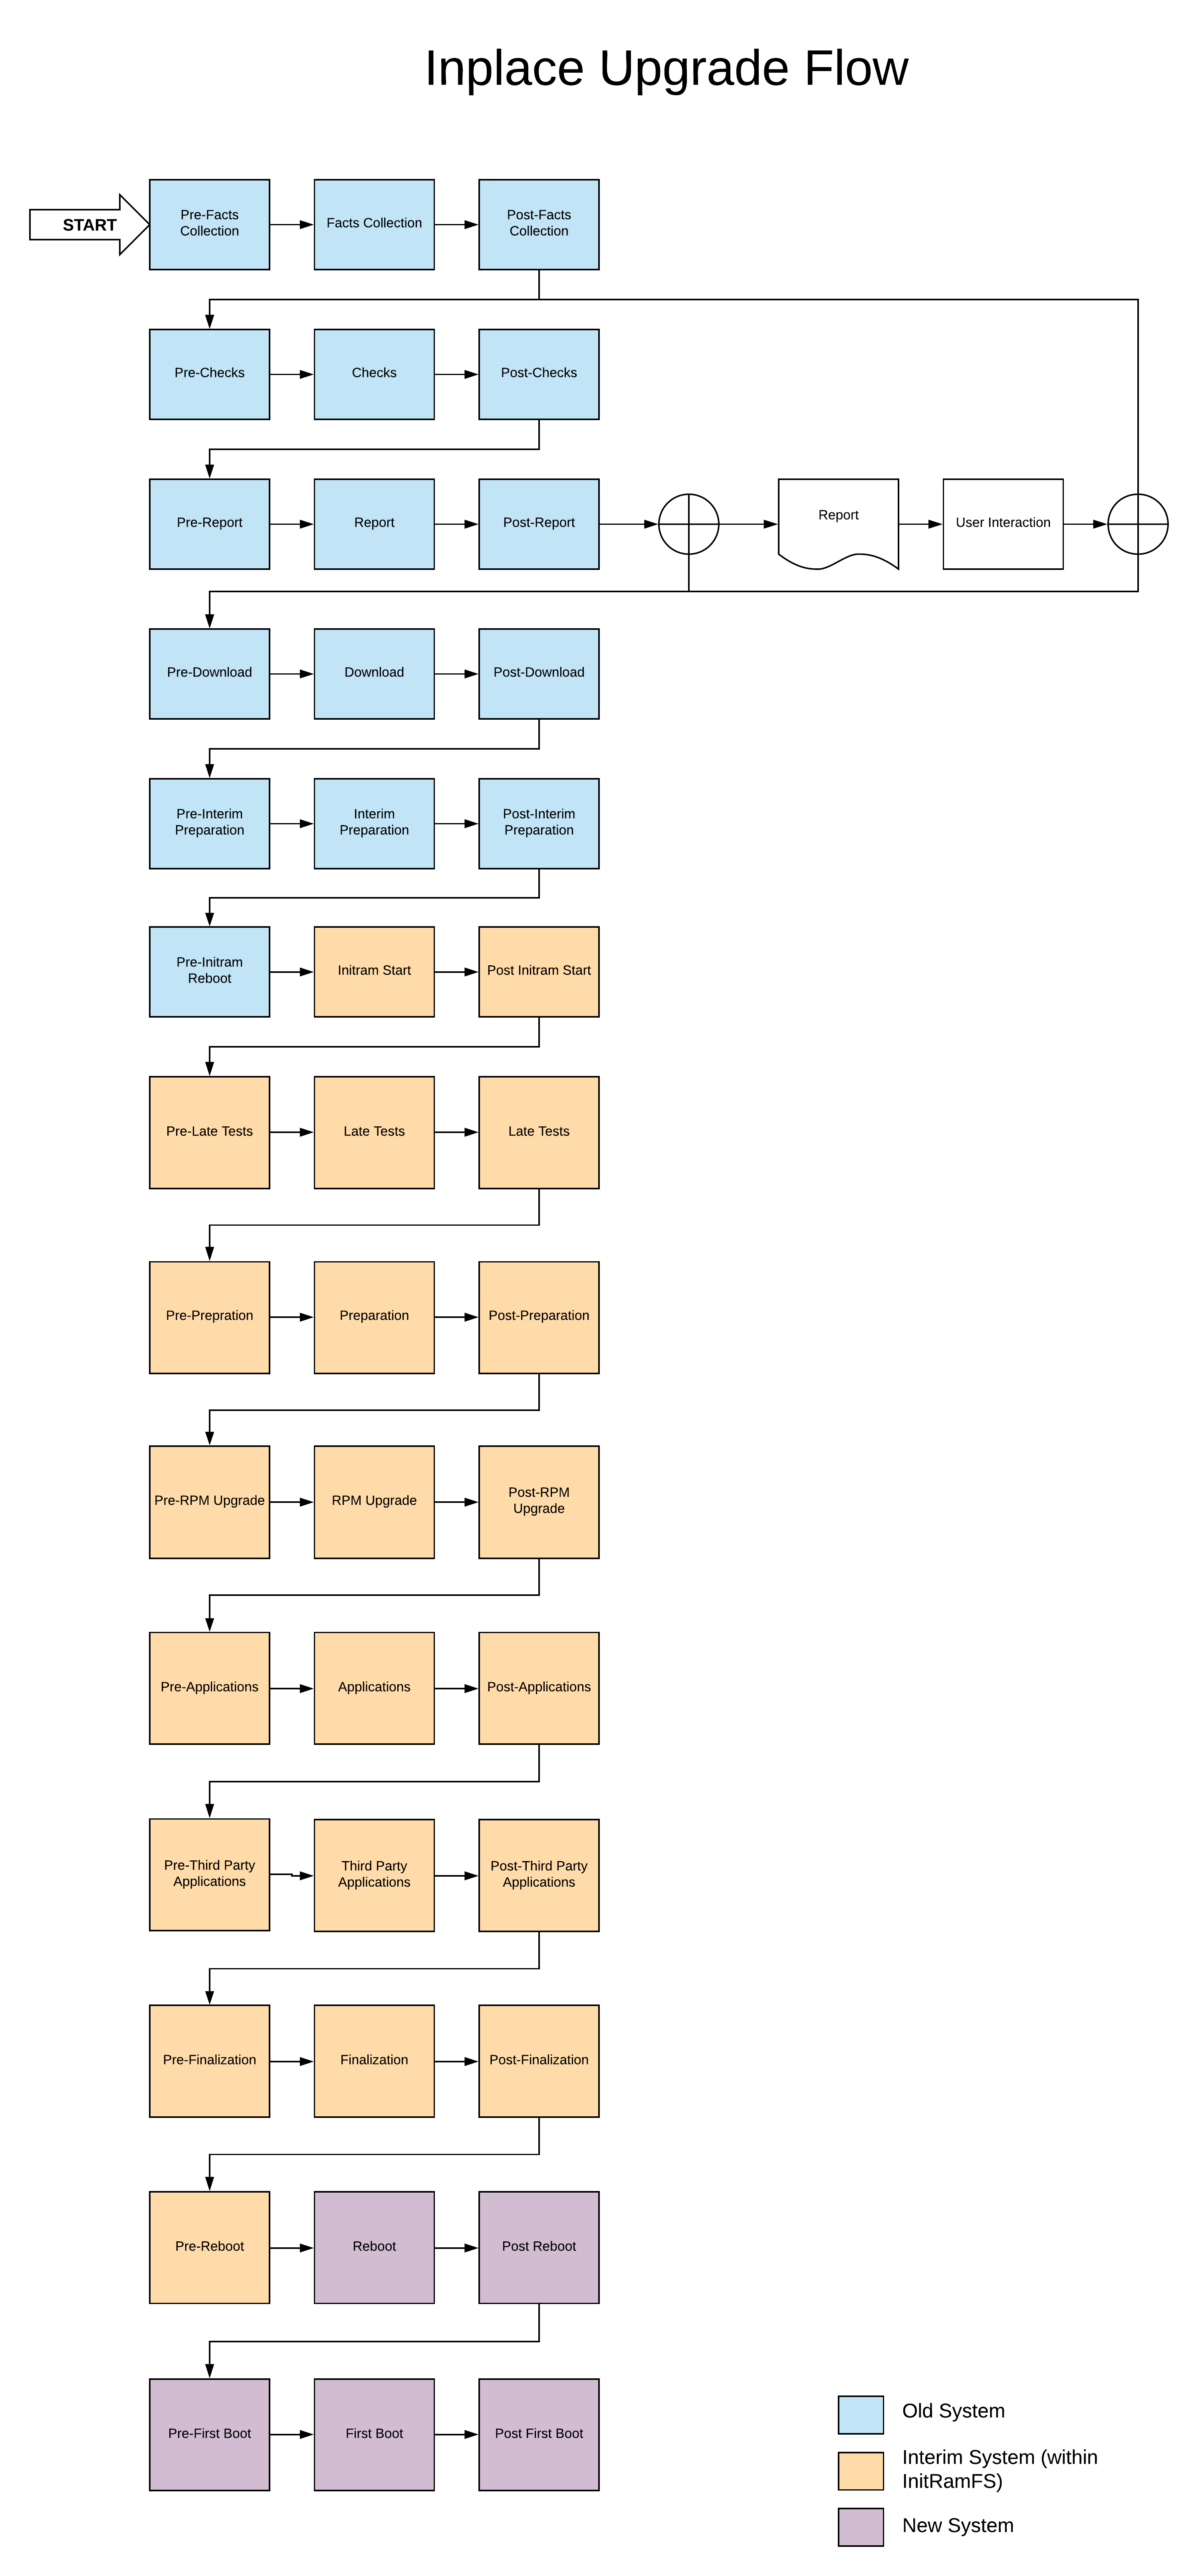 Inplace Upgrade Flow
START
Pre-Facts
Collection
Facts Collection
Post-Facts
Collection
Pre-Checks
Checks
Post-Checks
Pre-Report
Report
Post-Report
Report
User Interaction
Pre-Download
Download
Post-Download
Pre-Interim
Preparation
Interim
Preparation
Post-Interim
Preparation
Pre-Initram
Reboot
Initram Start
Post Initram Start
Pre-Late Tests
Late Tests
Late Tests
Pre-Prepration
Preparation
Post-Preparation
Pre-RPM Upgrade
RPM Upgrade
Post-RPM
Upgrade
Pre-Applications
Applications
Post-Applications
Pre-Third Party
Applications
Third Party
Applications
Post-Third Party
Applications
Pre-Finalization
Finalization
Post-Finalization
Pre-Reboot
Reboot
Post Reboot
Pre-First Boot
First Boot
Post First Boot
Old System
Interim System (within
InitRamFS)
New System